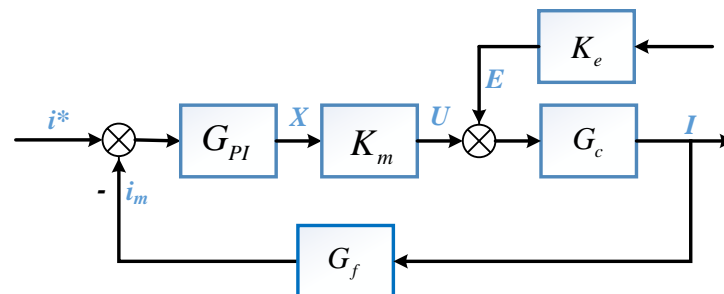 K_e
E
i*
G_PI
X
K_m
U
G_c
I
-
i_m
G_f